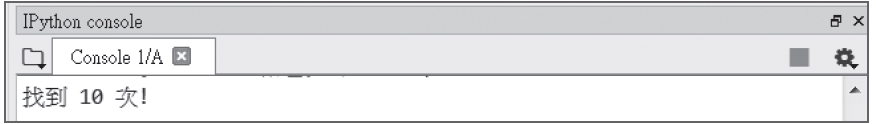 IPython console
Console 1/A
找到 10 次!